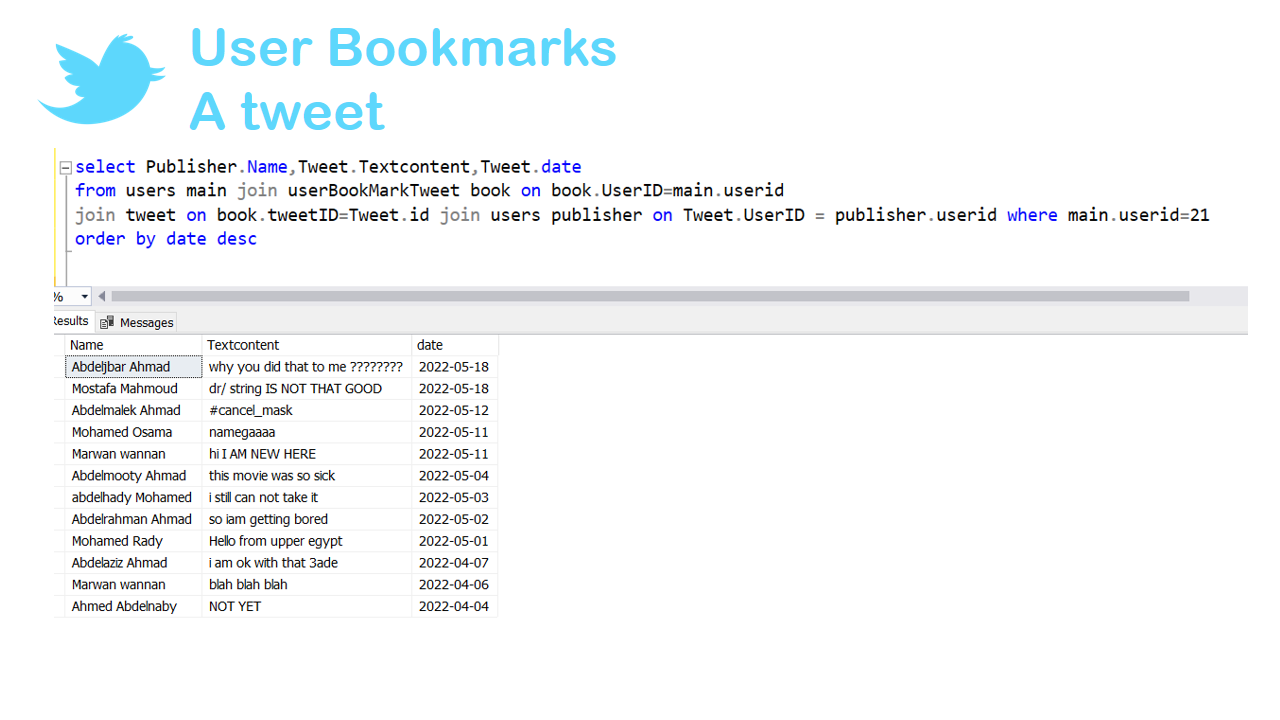 User Bookmarks
A tweet
select Publisher.Name,Tweet.Textcontent,Tweet.date
from users main join userBookMarkTweet book on book.UserID=main.userid
join tweet on book.tweetID=Tweet.id join users publisher on Tweet.UserID = publisher.userid where main.userid=21
order by date desc
%
Results Messages
Name Textcontent date
Abdeljbar Ahmad why you did that to me ???????? 2022-05-18
Mostafa Mahmoud dr/ string IS NOT THAT GOOD 2022-05-18
Abdelmalek Ahmad #cancel_mask 2022-05-12
Mohamed Osama namegaaaa 2022-05-11
Marwan wannan hi I AM NEW HERE 2022-05-11
Abdelmooty Ahmad this movie was so sick 2022-05-04
abdelhady Mohamed i still can not take it 2022-05-03
Abdelrahman Ahmad so iam getting bored 2022-05-02
Mohamed Rady Hello from upper egypt 2022-05-01
Abdelaziz Ahmad i am ok with that 3ade 2022-04-07
Marwan wannan blah blah blah 2022-04-06
Ahmed Abdelnaby NOT YET 2022-04-04